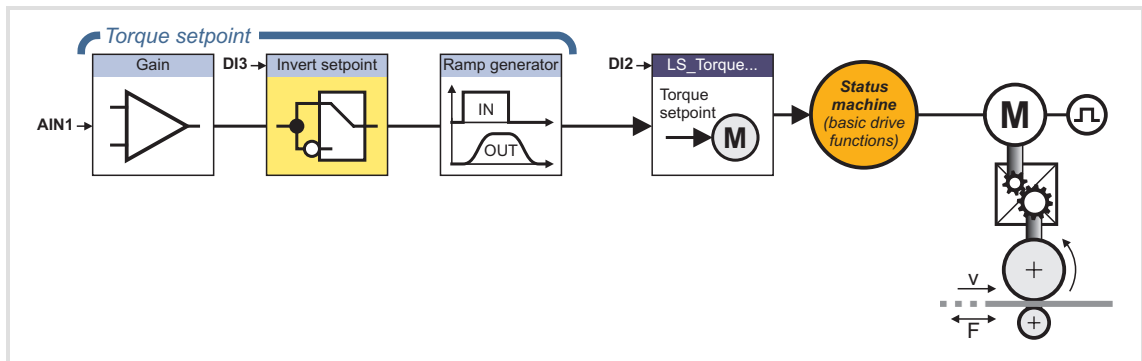 Torque setpoint
Gain
DI3
Invert setpoint
Ramp generator
DI2
LS_Torque...
AIN1
IN
OUT
Torque
setpoint
M
Status
machine
(basic drive
functions)
M
v
F